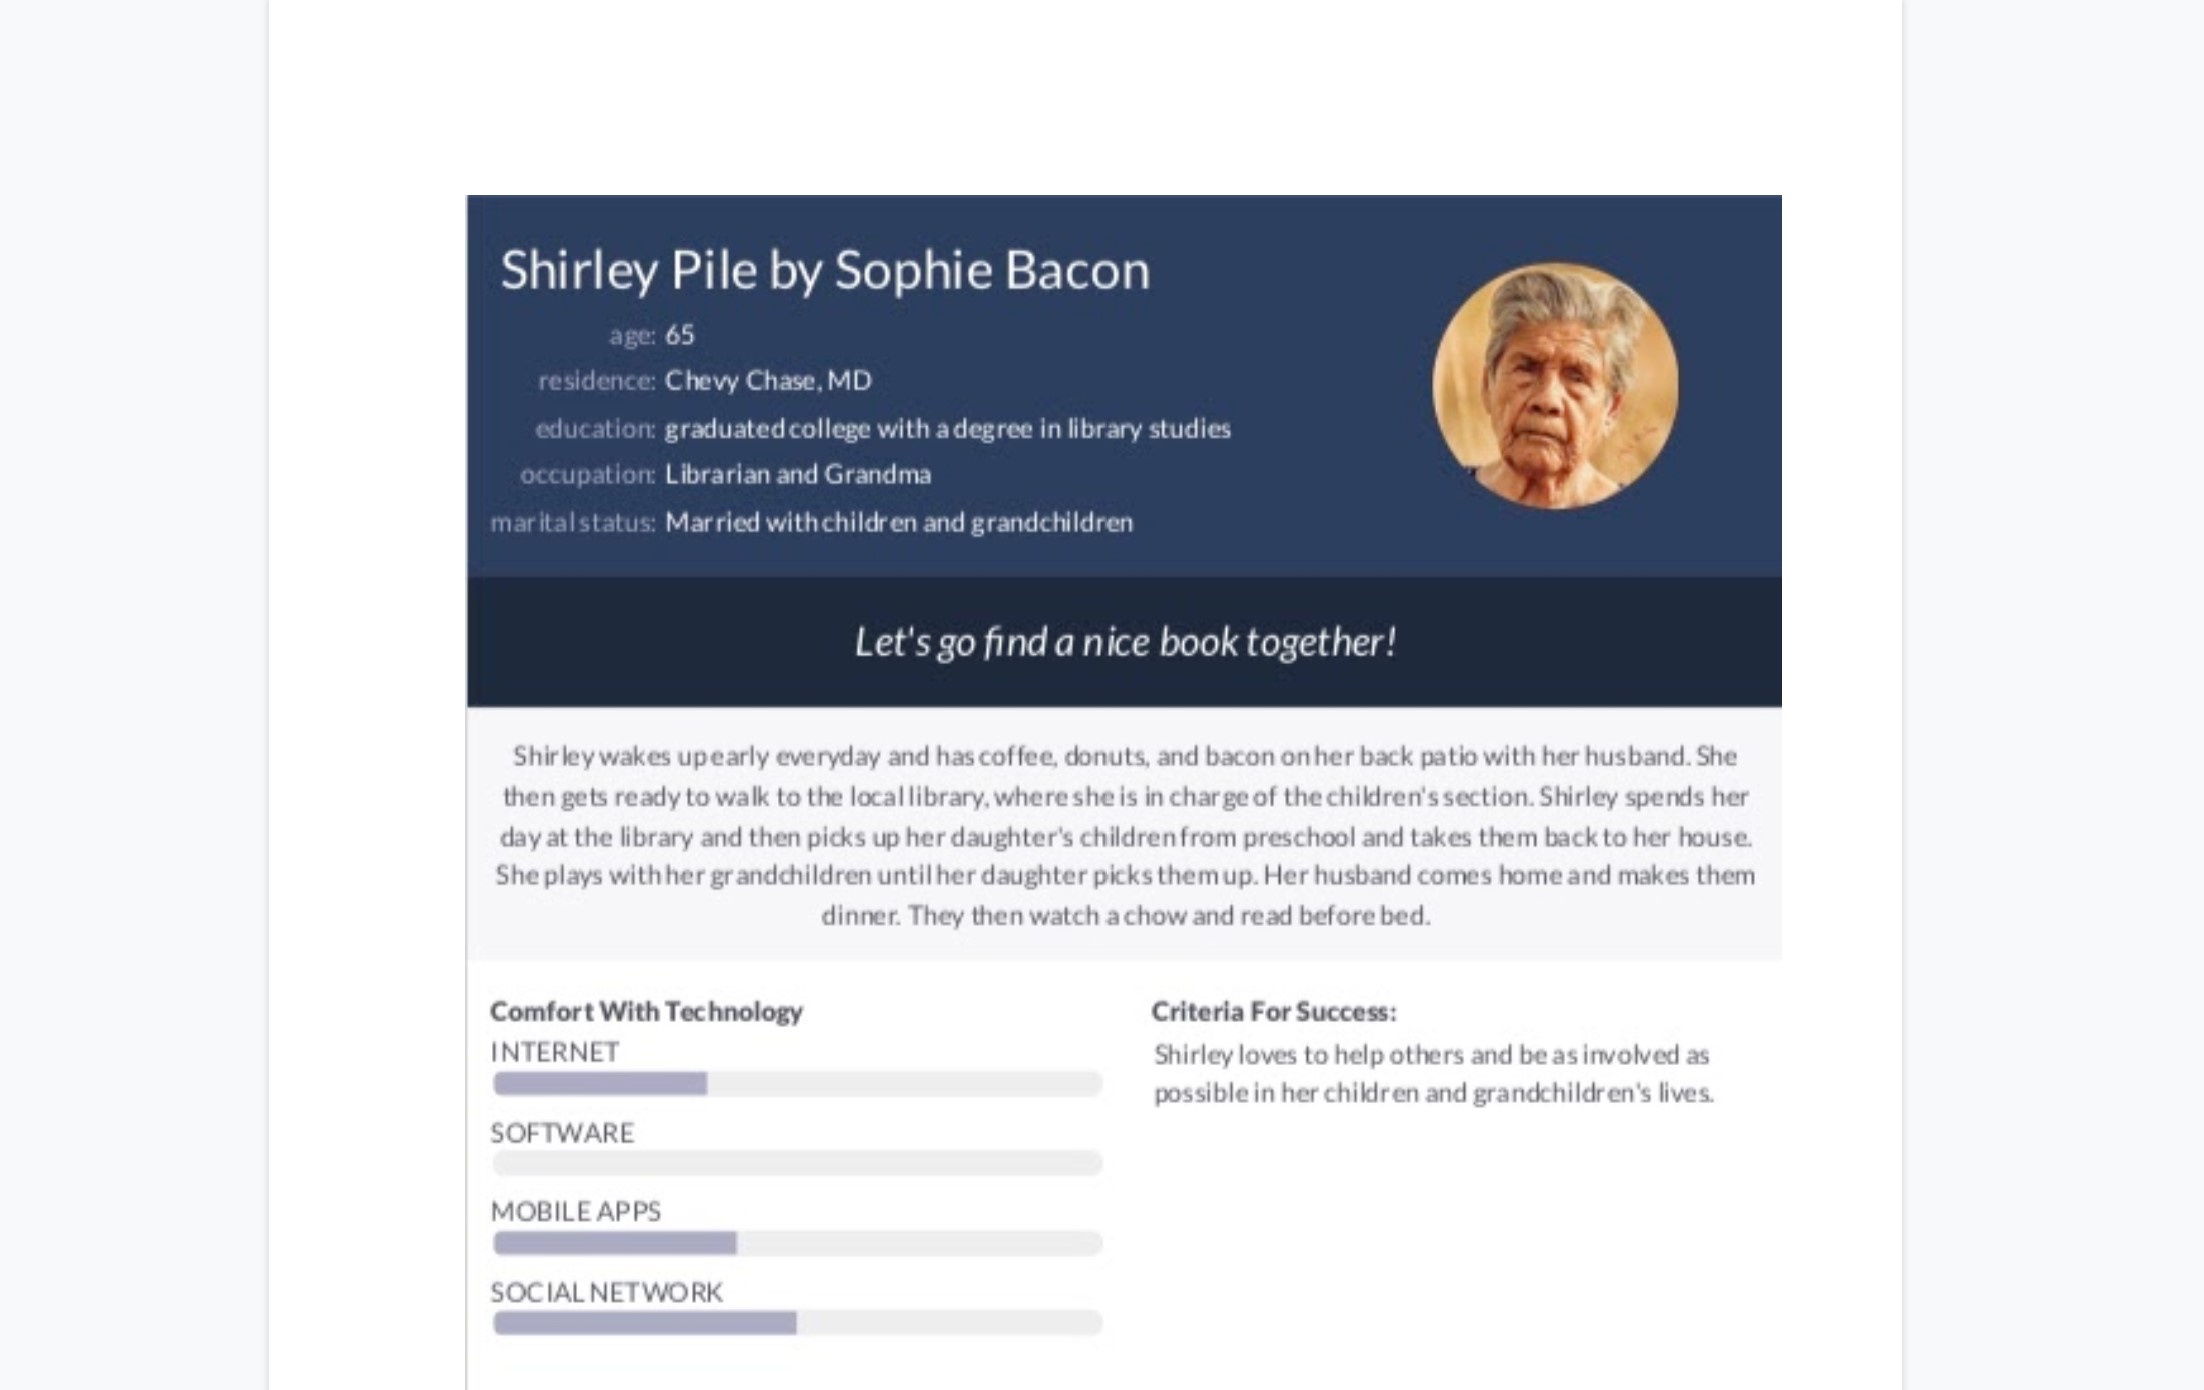 Shirley Pile by Sophie Bacon
age: 65
residence: Chevy Chase, MD
education: graduated college with a degree in library studies
occupation: Librarian and Grandma
marital status: Married with children and grandchildren
Let's go find a nice book together!
Shirley wakes up early everyday and has coffee, donuts, and bacon on her back patio with her husband. She
then gets ready to walk to the local library, where she is in charge of the children's section. Shirley spends her
day at the library and then picks up her daughter's children from preschool and takes them back to her house.
She plays with her grandchildren until her daughter picks them up. Her husband comes home and makes them
dinner. They then watch a chow and read before bed.
Comfort With Technology
INTERNET
SOFTWARE
MOBILE APPS
SOCIAL NETWORK
Criteria For Success:
Shirley loves to help others and be as involved as
possible in her children and grandchildren's lives.